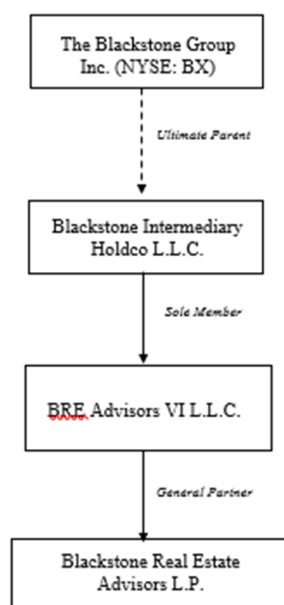 The Blackstone Group
Inc. (NYSE: BX)
Ultimate Parent
Blackstone Intermediary
Holdco L.L.C.
Sole Member
BRE Advisors VI L.L.C.
General Partner
Blackstone Real Estate
Advisors L.P.